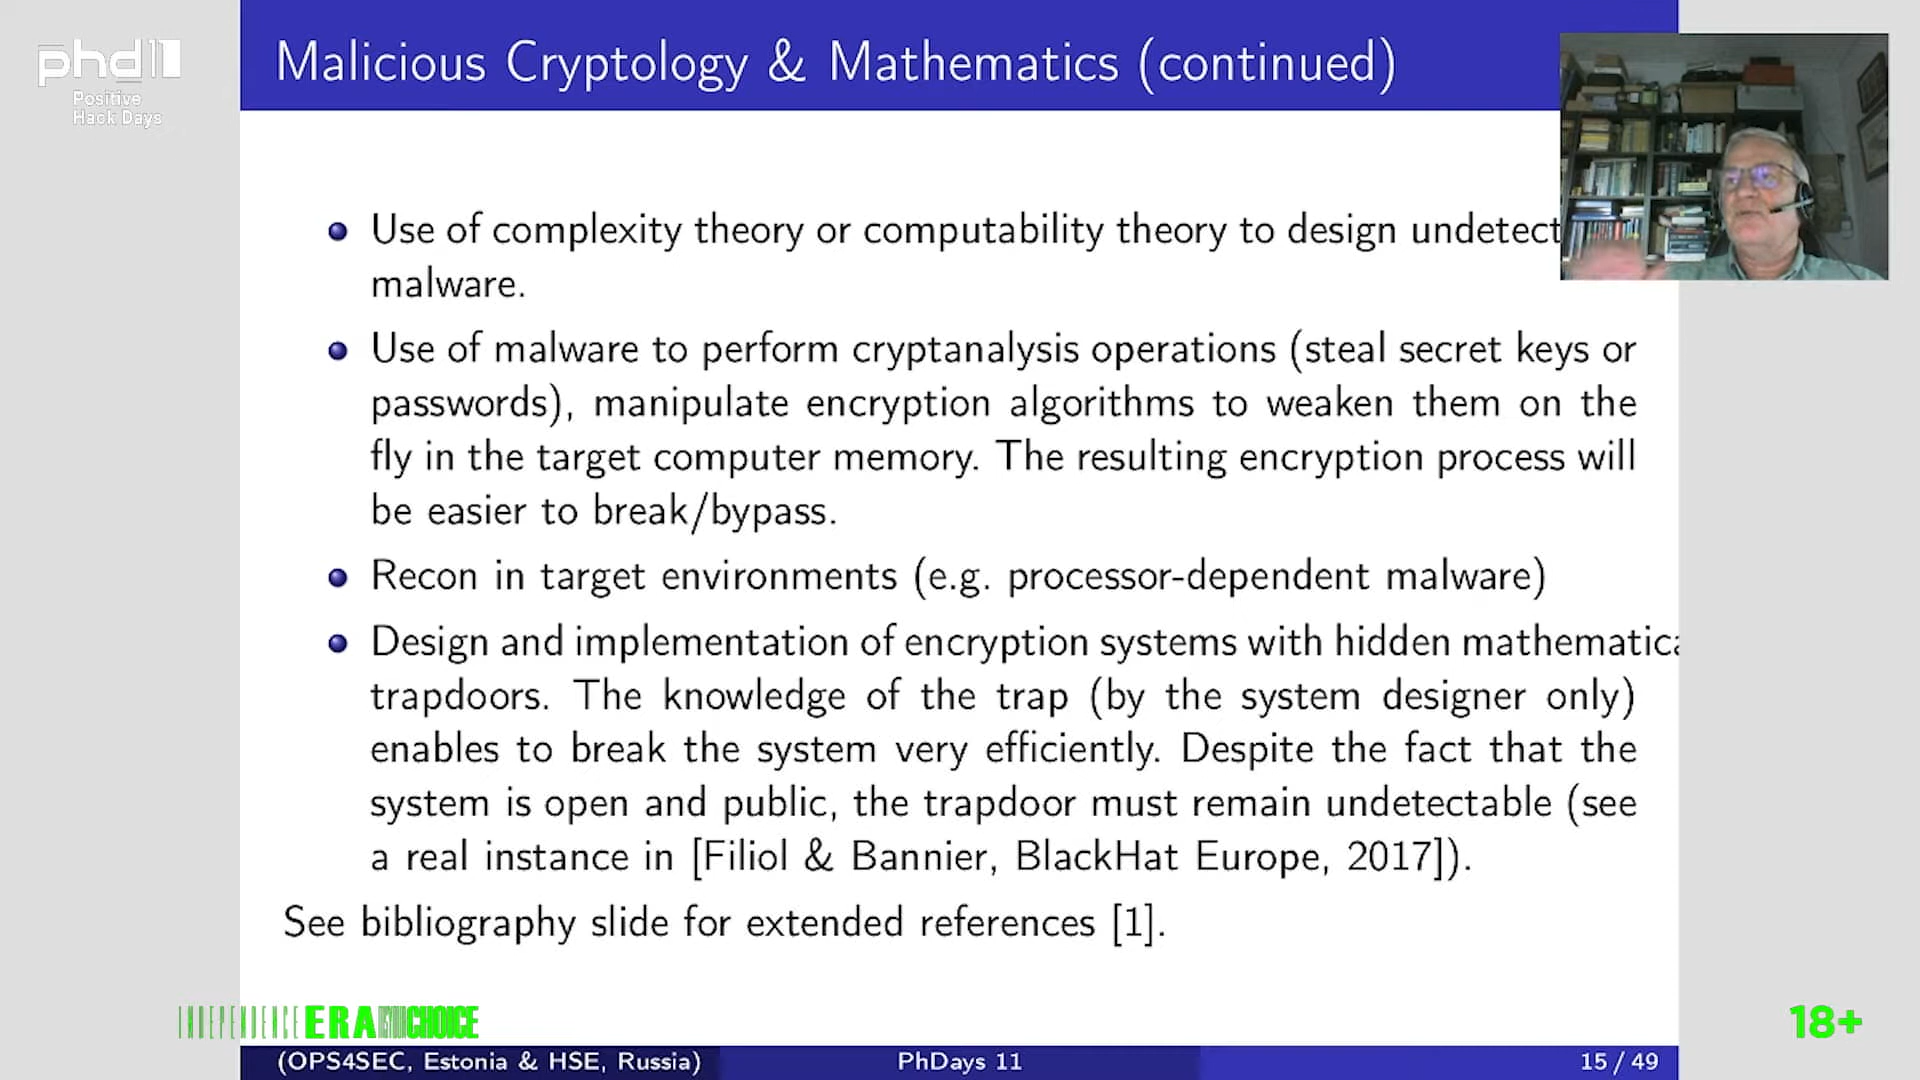 phd11
Positive
Hack Days
Malicious Cryptology & Mathematics (continued)
Use of complexity theory or computability theory to design undetect
malware.
Use of malware to perform cryptanalysis operations (steal secret keys or
passwords), manipulate encryption algorithms to weaken them on the
fly in the target computer memory. The resulting encryption process will
be easier to break/bypass.
Recon in target environments (e.g. processor-dependent malware)
Design and implementation of encryption systems with hidden mathematica
trapdoors. The knowledge of the trap (by the system designer only)
enables to break the system very efficiently. Despite the fact that the
system is open and public, the trapdoor must remain undetectable (see
a real instance in [Filiol & Bannier, BlackHat Europe, 2017]).
See bibliography slide for extended references [1].
INDEPENDENCE ERA CHOICE
18+
(OPS4SEC, Estonia & HSE, Russia)
PhDays 11
15 / 49